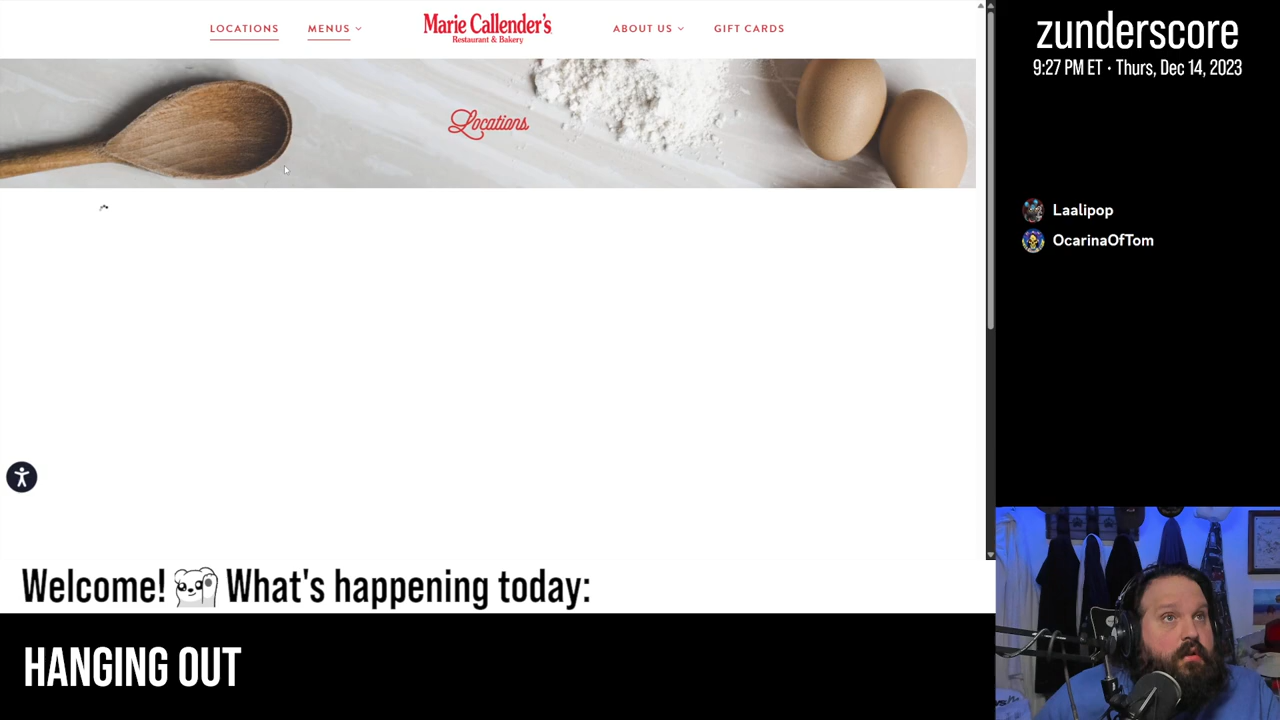 LOCATIONS
MENUS
Marie Callender's
Restaurant & Bakery
ABOUT US
GIFT CARDS
Locations
zunderscore
9:27 PM ET • Thurs, Dec 14, 2023
Laalipop
OcarinaOfTom
Welcome! What's happening today:
HANGING OUT